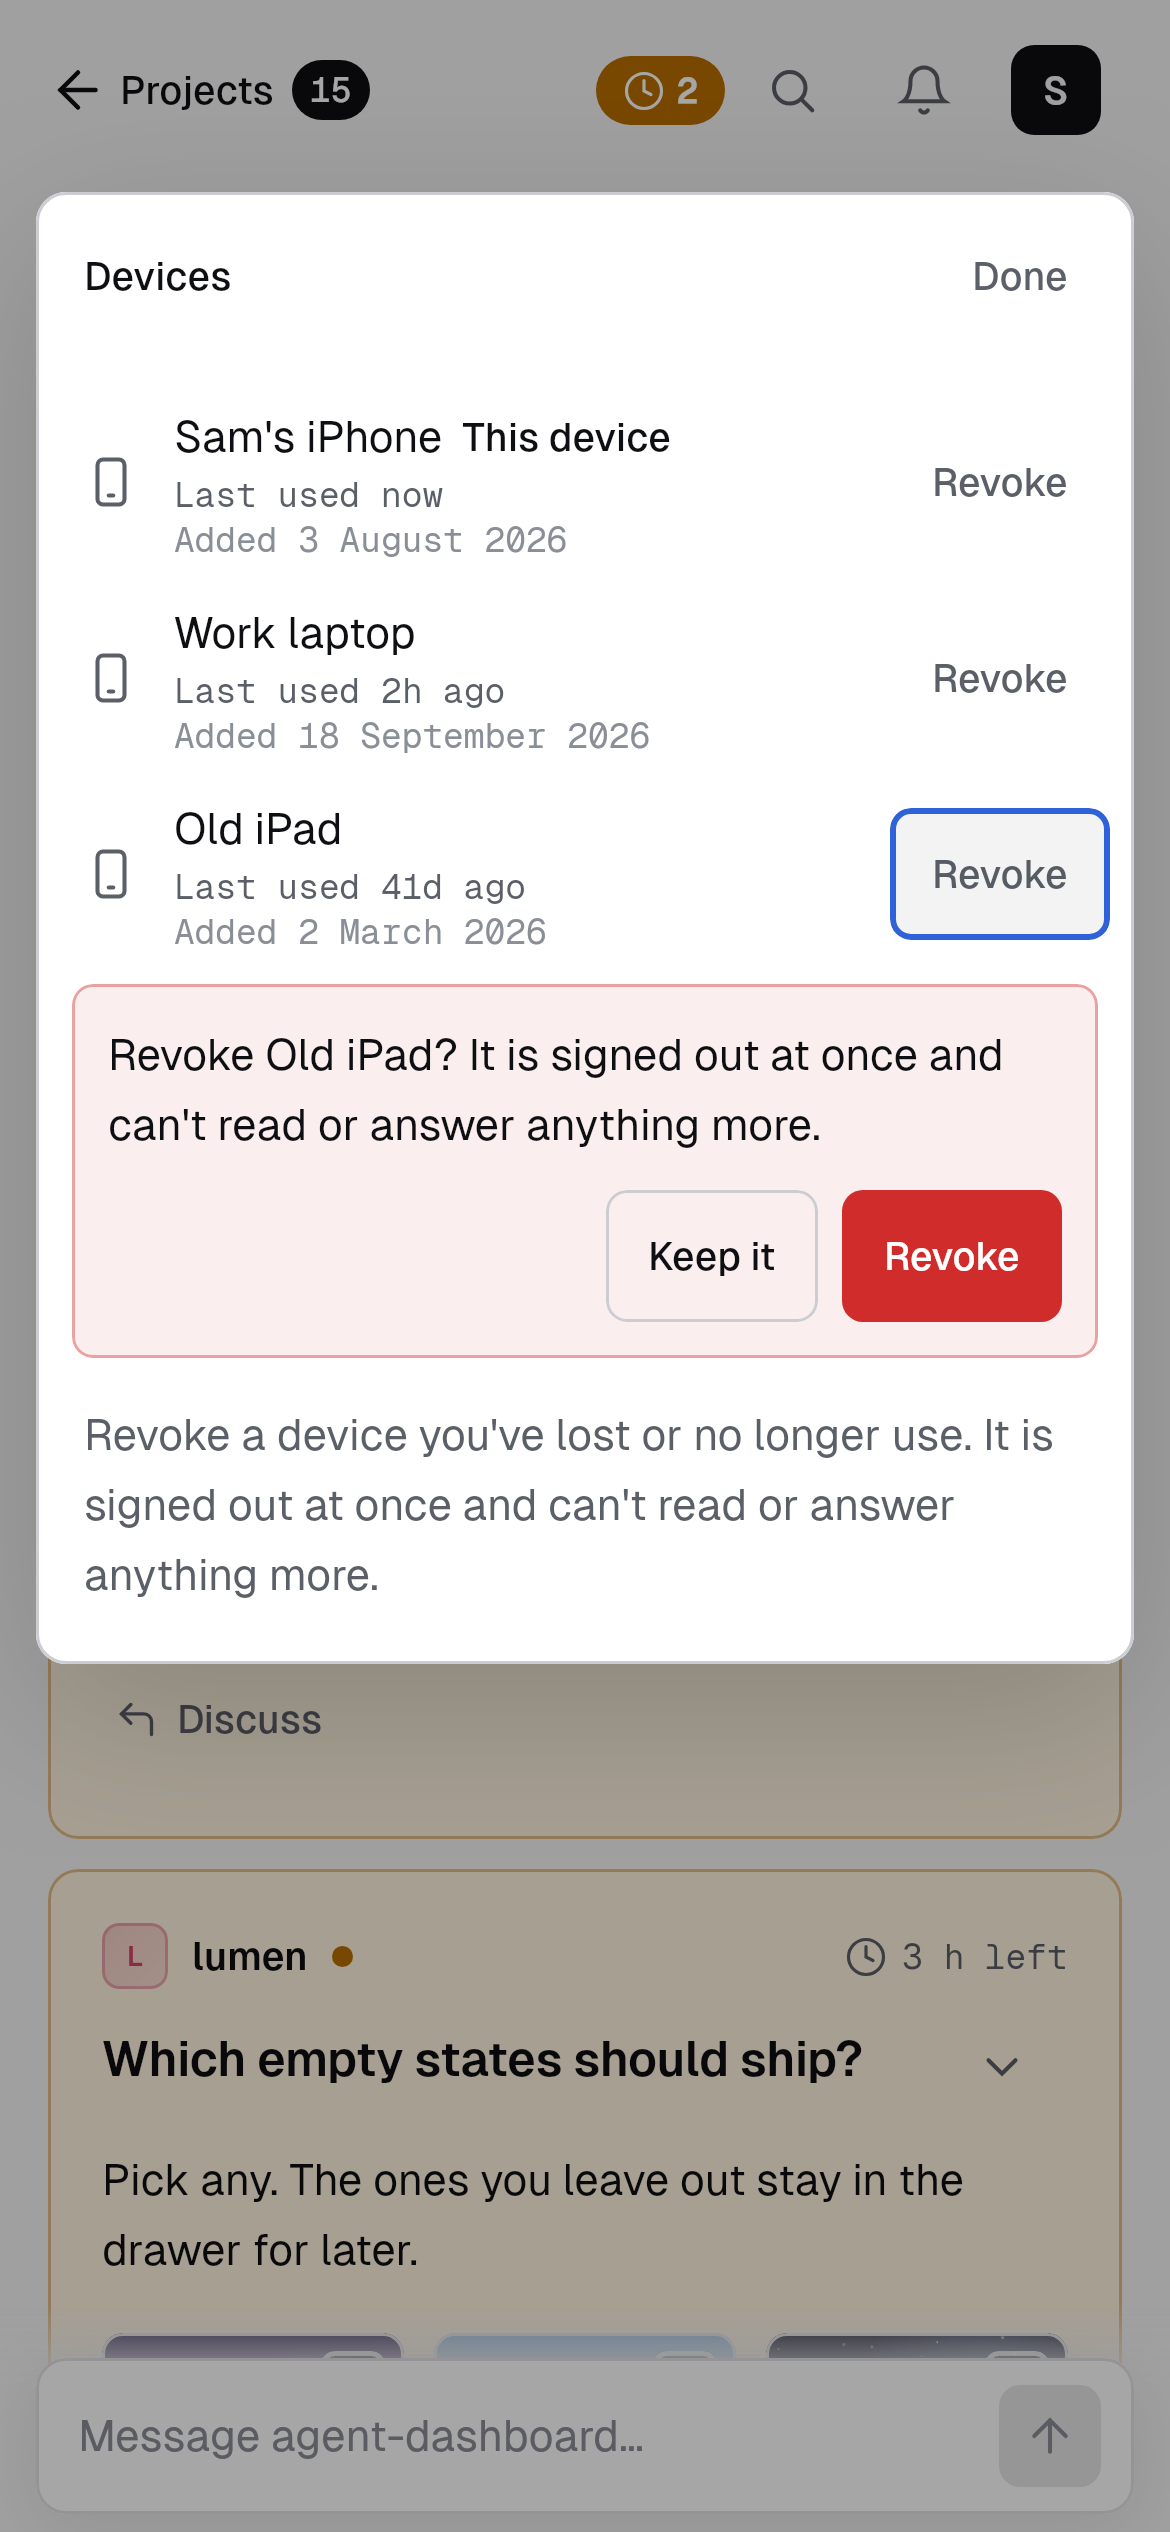 Projects 15 2 S
Devices Done
Sam's iPhone This device
Last used now
Added 3 August 2026
Revoke
Work laptop
Last used 2h ago
Added 18 September 2026
Revoke
Old iPad
Last used 41d ago
Added 2 March 2026
Revoke
Revoke Old iPad? It is signed out at once and
can't read or answer anything more.
Keep it Revoke
Revoke a device you've lost or no longer use. It is
signed out at once and can't read or answer
anything more.
Discuss
L lumen 3 h left
Which empty states should ship?
Pick any. The ones you leave out stay in the
drawer for later.
Message agent-dashboard...